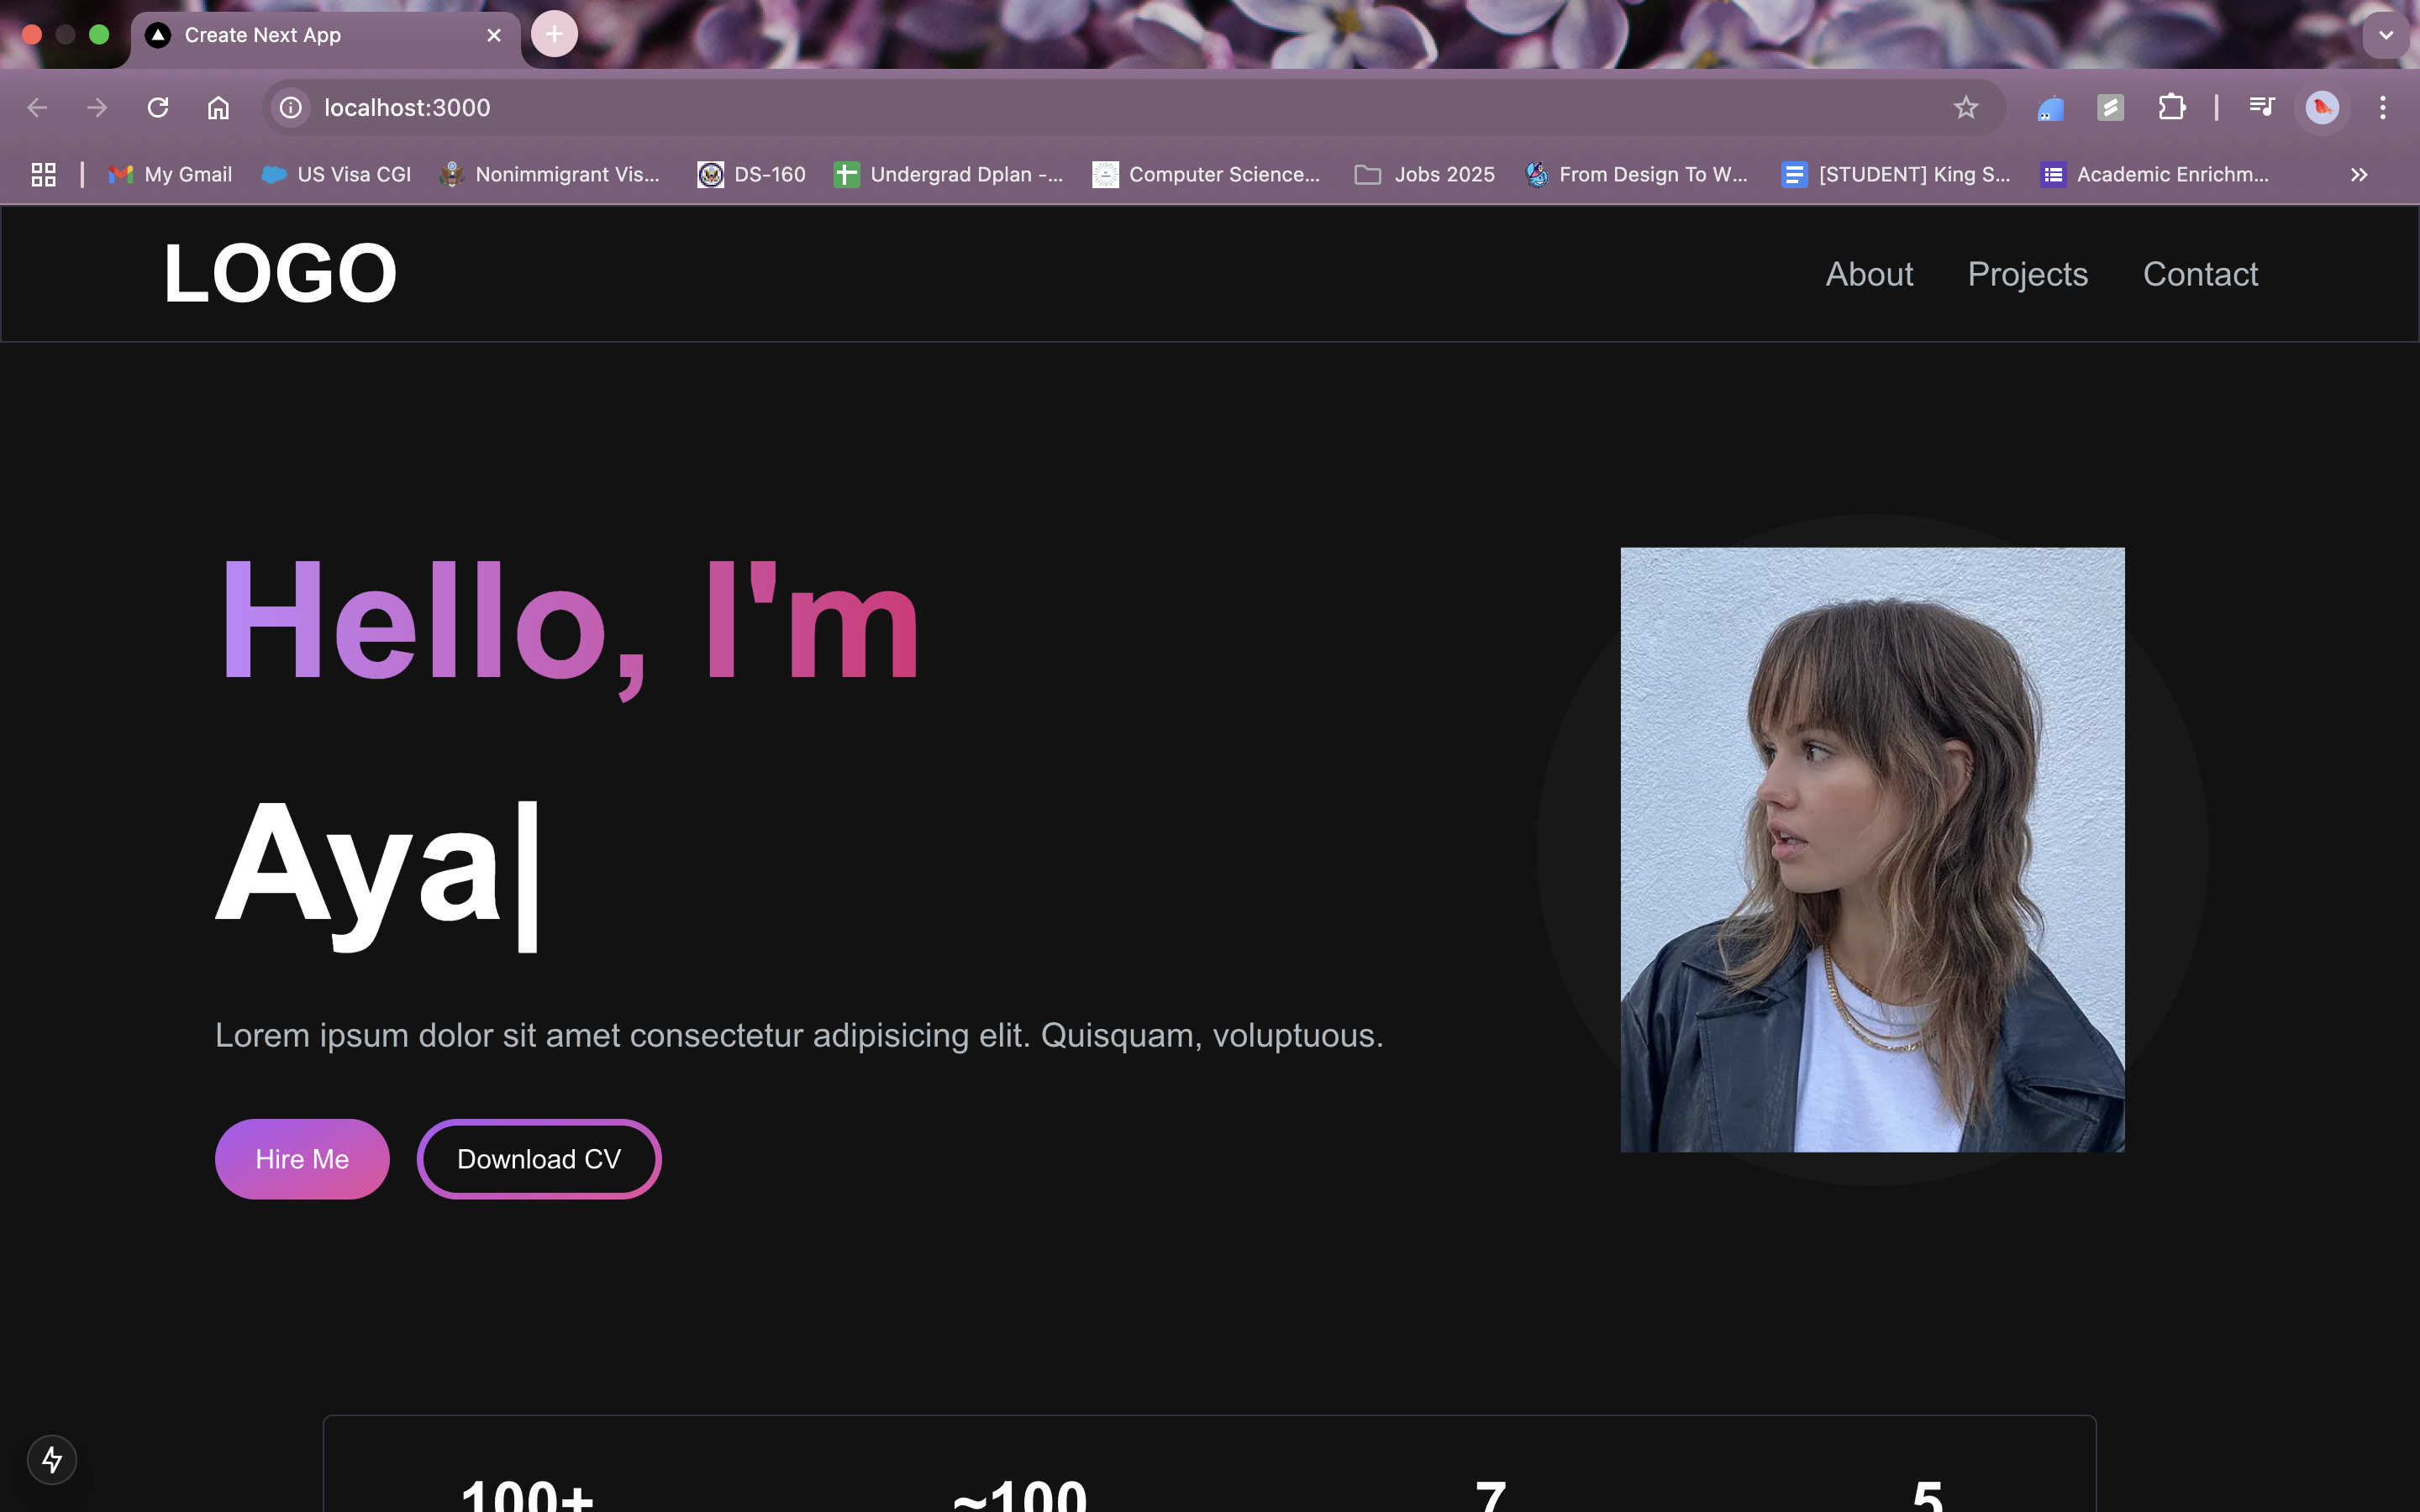 Create Next App
localhost:3000
My Gmail
US Visa CGI
Nonimmigrant Vis...
DS-160
Undergrad Dplan -...
Computer Science...
Jobs 2025
From Design To W...
[STUDENT] King S...
Academic Enrichm...
LOGO
About
Projects
Contact
Hello, I'm
Aya|
Lorem ipsum dolor sit amet consectetur adipisicing elit. Quisquam, voluptuous.
Hire Me
Download CV
100+
~100
7
5